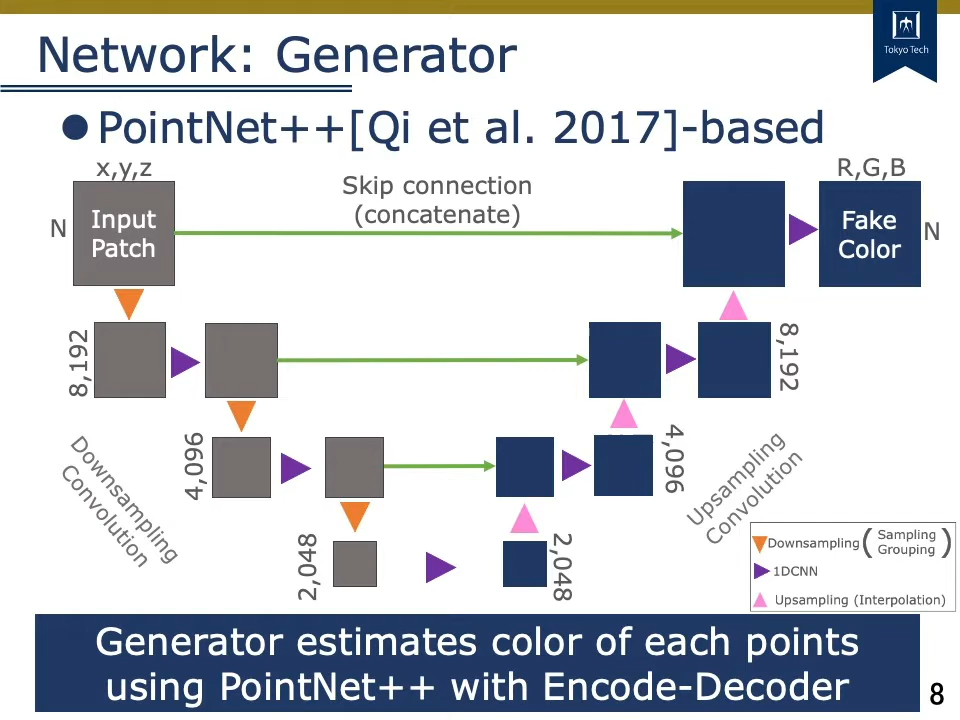 Tokyo Tech
Network: Generator
PointNet++[Qi et al. 2017]-based
x,y,z
R,G,B
Skip connection
(concatenate)
N
Input
Patch
Fake
Color
N
8,192
8,192
4,096
4,096
Downsampling
Convolution
Upsampling
Convolution
2,048
2,048
Downsampling ( Sampling
Grouping )
1DCNN
Upsampling (Interpolation)
Generator estimates color of each points
using PointNet++ with Encode-Decoder
8